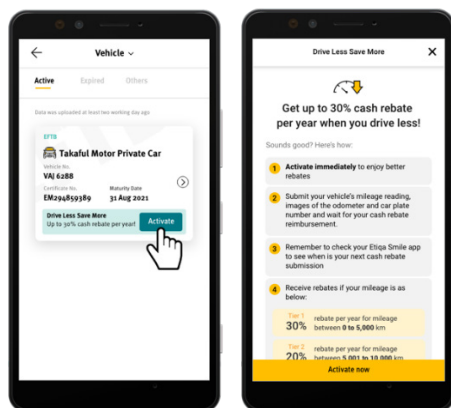 Vehicle
Active Expired Others
Data was uploaded at least two working day ago
EFTB
Takaful Motor Private Car
Vehicle No.
VAJ 6288
Certificate No. Maturity Date
EM294859389 31 Aug 2021
Drive Less Save More
Up to 30% cash rebate per year!
Activate
Drive Less Save More
Get up to 30% cash rebate
per year when you drive less!
Sounds good? Here's how:
1 Activate immediately to enjoy better
rebates
2 Submit your vehicle's mileage reading,
images of the odometer and car plate
number and wait for your cash rebate
reimbursement.
3 Remember to check your Etiqa Smile app
to see when is your next cash rebate
submission
4 Receive rebates if your mileage is as
below:
Tier 1
30% rebate per year for mileage
between 0 to 5,000 km
Tier 2
20% rebate per year for mileage
between 5,001 to 10,000 km
Activate now